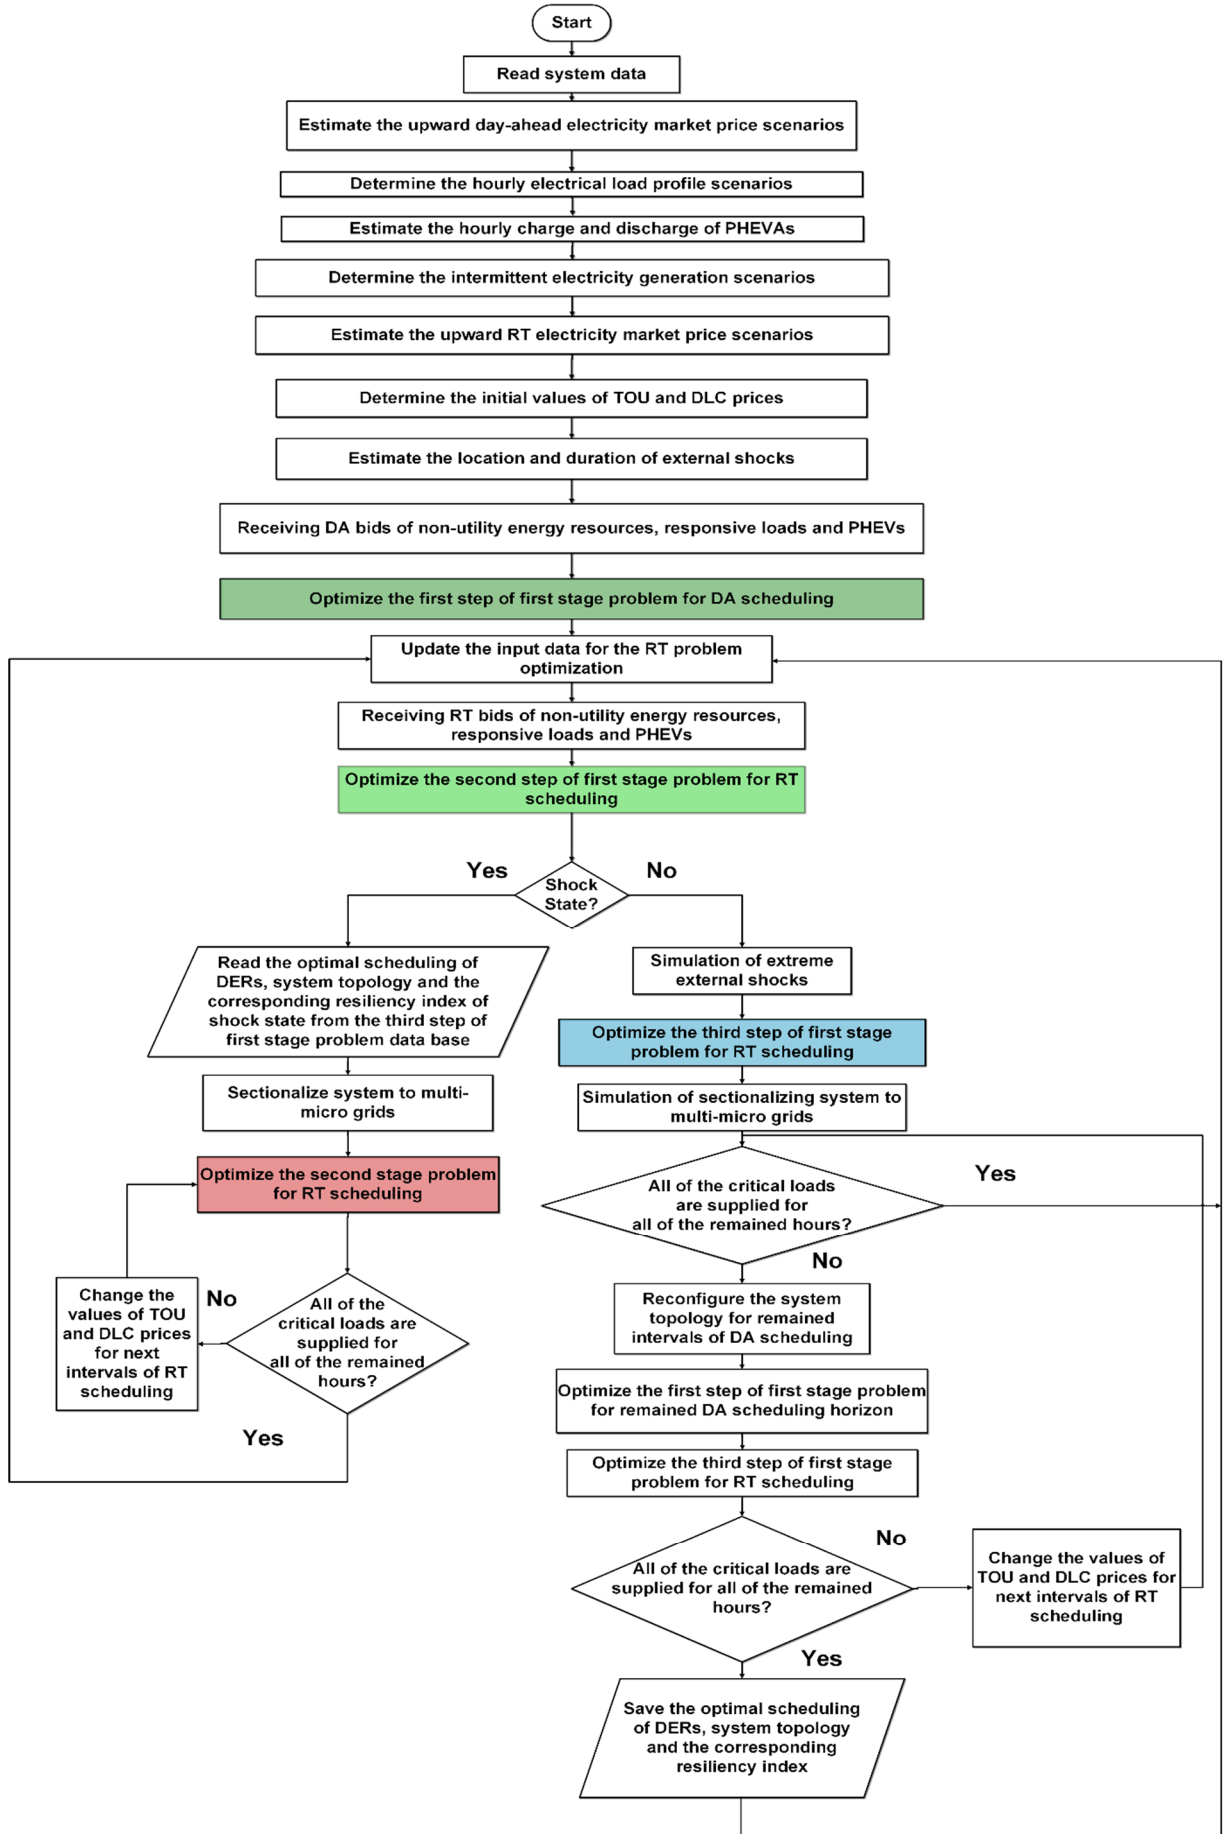 Start
Read system data
Estimate the upward day-ahead electricity market price scenarios
Determine the hourly electrical load profile scenarios
Estimate the hourly charge and discharge of PHEVAs
Determine the intermittent electricity generation scenarios
Estimate the upward RT electricity market price scenarios
Determine the initial values of TOU and DLC prices
Estimate the location and duration of external shocks
Receiving DA bids of non-utility energy resources, responsive loads and PHEVs
Optimize the first step of first stage problem for DA scheduling
Update the input data for the RT problem
optimization
Receiving RT bids of non-utility energy resources,
responsive loads and PHEVs
Optimize the second step of first stage problem for RT
scheduling
Yes
No
Shock
State?
Read the optimal scheduling of
DERs, system topology and the
corresponding resiliency index of
shock state from the third step of
first stage problem data base
Sectionalize system to multi-
micro grids
Optimize the second stage problem
for RT scheduling
Change the
values of TOU
and DLC prices
for next
intervals of RT
scheduling
No
All of the
critical loads are
supplied for
all of the remained
hours?
Yes
Simulation of extreme
external shocks
Optimize the third step of first stage
problem for RT scheduling
Simulation of sectionalizing system to
multi-micro grids
All of the critical loads
are supplied for
all of the remained hours?
Yes
No
Reconfigure the system
topology for remained
intervals of DA scheduling
Optimize the first step of first stage problem
for remained DA scheduling horizon
Optimize the third step of first stage
problem for RT scheduling
All of the critical loads are
supplied for all of the remained
hours?
No
Change the values of
TOU and DLC prices for
next intervals of RT
scheduling
Yes
Save the optimal scheduling
of DERs, system topology
and the corresponding
resiliency index